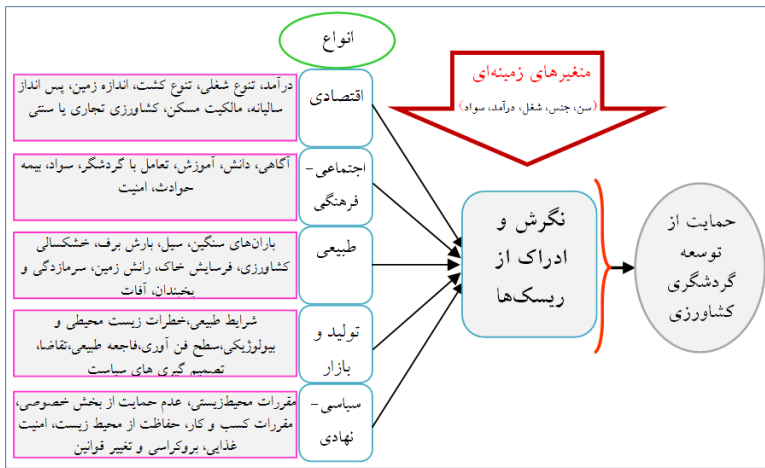 انواع
متغیرهای زمینه‌ای
(سن، جنس، شغل، درآمد، سواد)
اقتصادی
درآمد، تنوع شغلی، تنوع کشت، اندازه زمین، پس انداز
سالیانه، مالکیت مسکن، کشاورزی تجاری یا سنتی
اجتماعی-
فرهنگی
آگاهی، دانش، آموزش، تعامل با گردشگر، سواد، بیمه
حوادث، امنیت
طبیعی
باران‌های سنگین، سیل، بارش برف، خشکسالی
کشاورزی، فرسایش خاک، رانش زمین، سرمازدگی و
یخبندان، آفات
تولید و
بازار
شرایط طبیعی،خطرات زیست محیطی و
بیولوژیکی،سطح فن آوری،فاجعه طبیعی،تقاضا،
تصمیم گیری های سیاست
سیاسی-
نهادی
مقررات محیط‌زیستی، عدم حمایت از بخش خصوصی،
مقررات کسب و کار، حفاظت از محیط زیست، امنیت
غذایی، بروکراسی و تغییر قوانین
نگرش و
ادراک از
ریسک‌ها
حمایت از
توسعه
گردشگری
کشاورزی